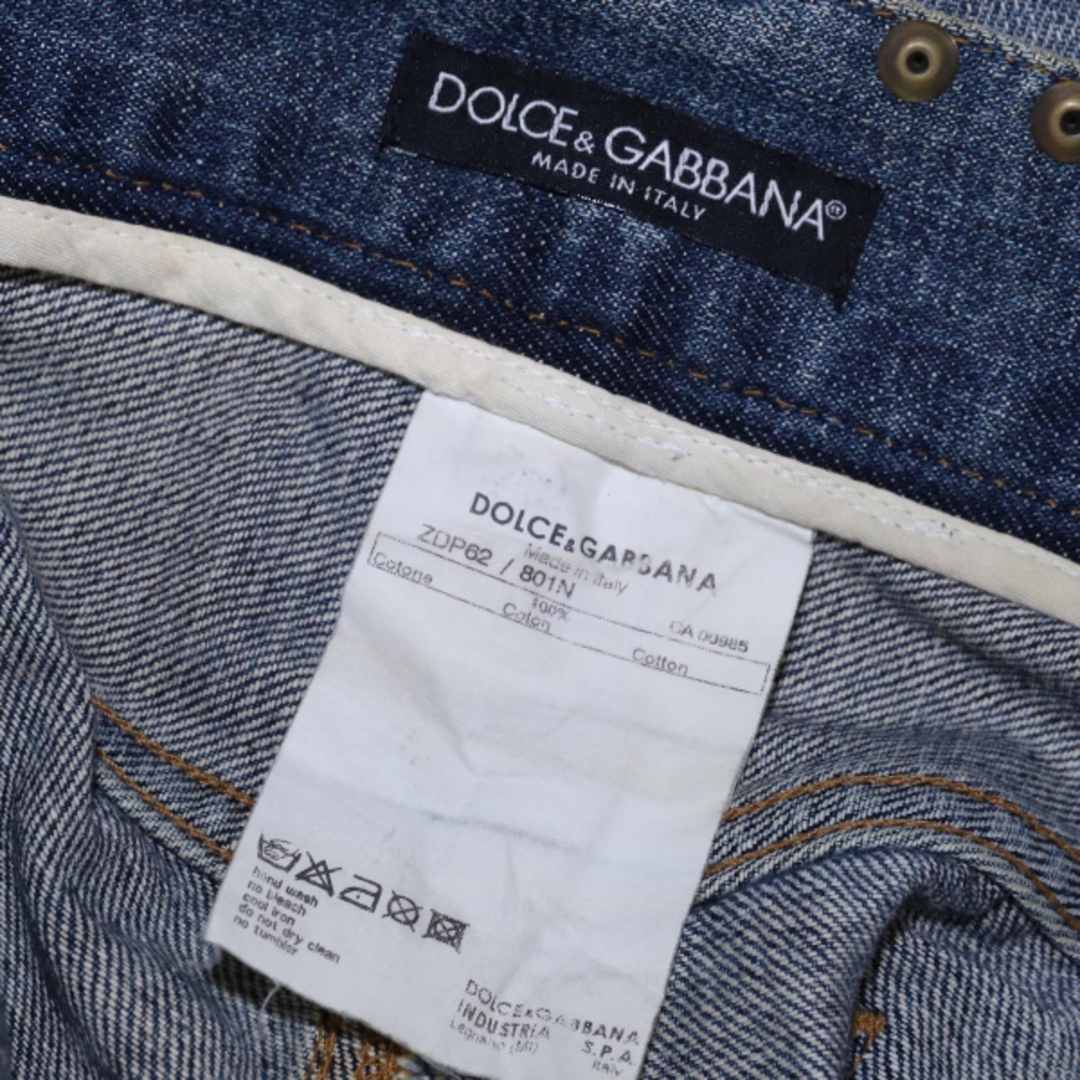 DOLCE&GABBANA®
MADE IN ITALY
DOLCE&GABBANA
Made in Italy
ZDP62 / 801N
100% CA 00985
Cotone Coton Cotton
hand wash
no bleach
cool iron
do not dry clean
no tumbler
DOLCE&GABBANA
INDUSTRIA S.P.A.
Legnano (MI) Italy